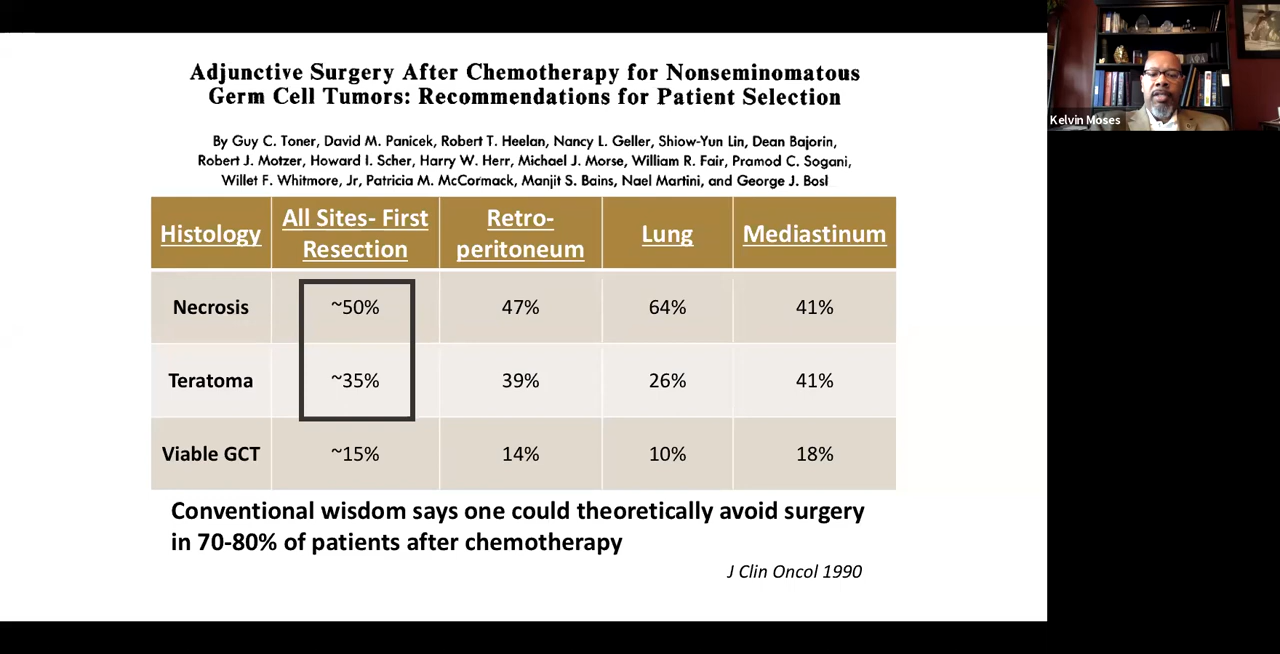 Adjunctive Surgery After Chemotherapy for Nonseminomatous
Germ Cell Tumors: Recommendations for Patient Selection
By Guy C. Toner, David M. Panicek, Robert T. Heelan, Nancy L. Geller, Shiow-Yun Lin, Dean Bajorin,
Robert J. Motzer, Howard I. Scher, Harry W. Herr, Michael J. Morse, William R. Fair, Pramod C. Sogani,
Willet F. Whitmore, Jr, Patricia M. McCormack, Manjit S. Bains, Nael Martini, and George J. Bosl
Histology
All Sites- First
Resection
Retro-
peritoneum
Lung
Mediastinum
Necrosis ~50% 47% 64% 41%
Teratoma ~35% 39% 26% 41%
Viable GCT ~15% 14% 10% 18%
Conventional wisdom says one could theoretically avoid surgery
in 70-80% of patients after chemotherapy
J Clin Oncol 1990
Kelvin Moses